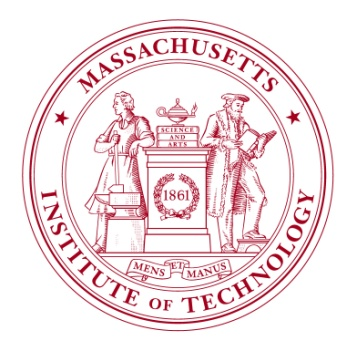 MASSACHUSETTS
INSTITUTE OF TECHNOLOGY
SCIENCE
AND
ARTS
1861
MENS ET MANUS